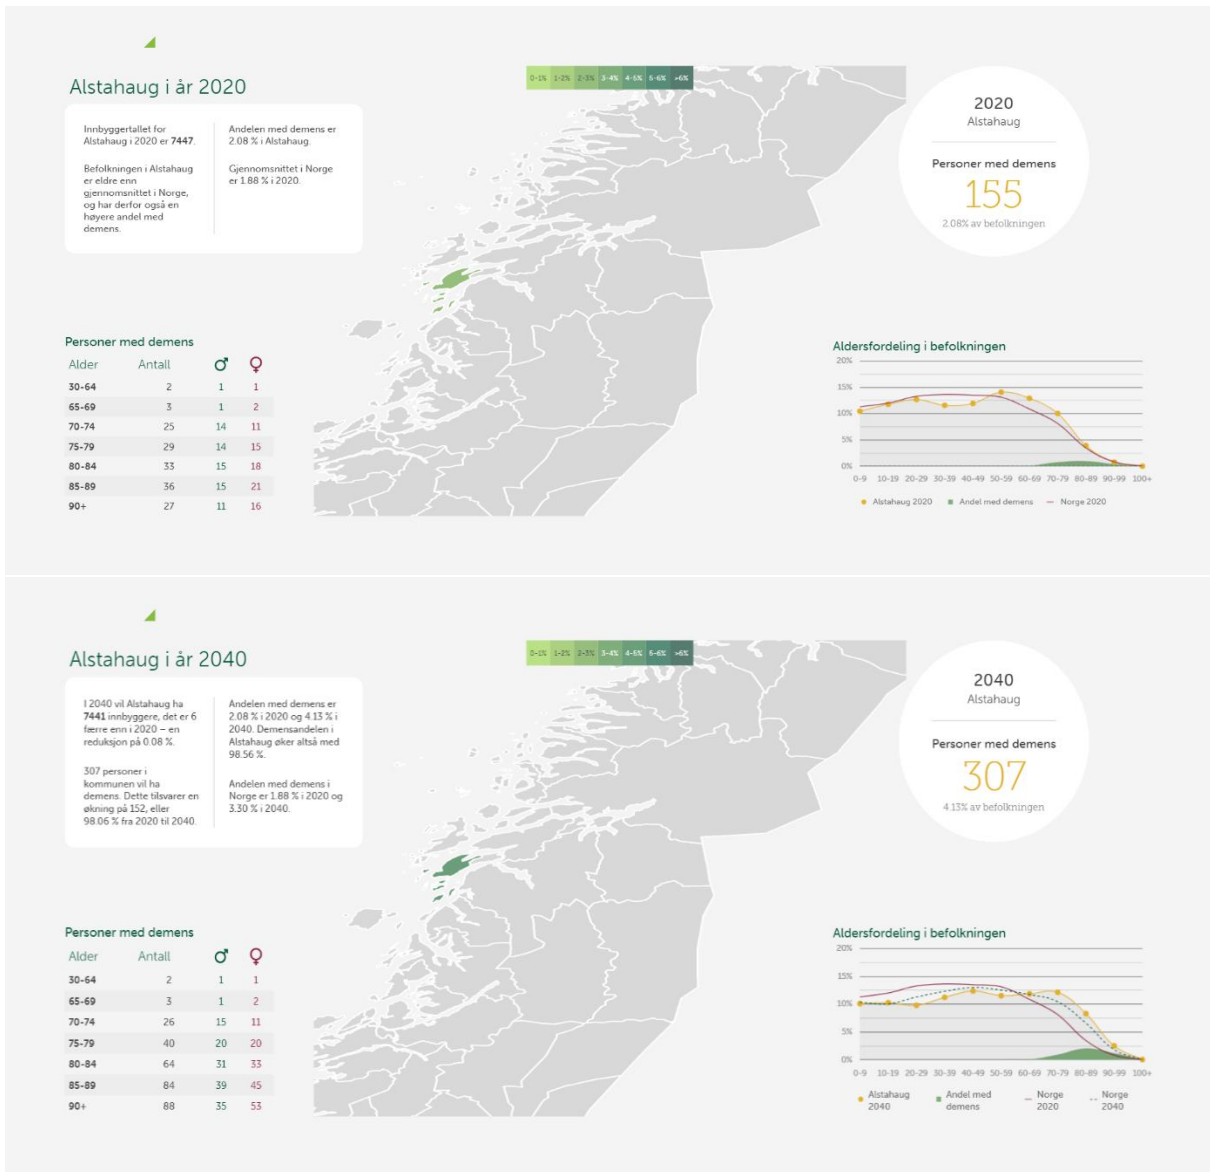 Alstahaug i år 2020
Innbyggertallet for
Alstahaug i 2020 er 7447.
Befolkningen i Alstahaug
er eldre enn
gjennomsnittet i Norge,
og har derfor også en
høyere andel med
demens.
Andelen med demens er
2.08 % i Alstahaug.
Gjennomsnittet i Norge
er 1.88 % i 2020.
0-1% 1-2% 2-3% 3-4% 4-5% 5-6% >6%
2020
Alstahaug
Personer med demens
155
2.08% av befolkningen
Personer med demens
Alder Antall ♂ ♀
30-64 2 1 1
65-69 3 1 2
70-74 25 14 11
75-79 29 14 15
80-84 33 15 18
85-89 36 15 21
90+ 27 11 16
Aldersfordeling i befolkningen
20%
15%
10%
5%
0%
0-9 10-19 20-29 30-39 40-49 50-59 60-69 70-79 80-89 90-99 100+
Alstahaug 2020 Andel med demens Norge 2020
Alstahaug i år 2040
I 2040 vil Alstahaug ha
7441 innbyggere, det er 6
færre enn i 2020 – en
reduksjon på 0.08 %.
307 personer i
kommunen vil ha
demens. Dette tilsvarer en
økning på 152, eller
98.06 % fra 2020 til 2040.
Andelen med demens er
2.08 % i 2020 og 4.13 % i
2040. Demensandelen i
Alstahaug øker altså med
98.56 %.
Andelen med demens i
Norge er 1.88 % i 2020 og
3.30 % i 2040.
0-1% 1-2% 2-3% 3-4% 4-5% 5-6% >6%
2040
Alstahaug
Personer med demens
307
4.13% av befolkningen
Personer med demens
Alder Antall ♂ ♀
30-64 2 1 1
65-69 3 1 2
70-74 26 15 11
75-79 40 20 20
80-84 64 31 33
85-89 84 39 45
90+ 88 35 53
Aldersfordeling i befolkningen
20%
15%
10%
5%
0%
0-9 10-19 20-29 30-39 40-49 50-59 60-69 70-79 80-89 90-99 100+
Alstahaug
2040
Andel med
demens
Norge
2020
Norge
2040